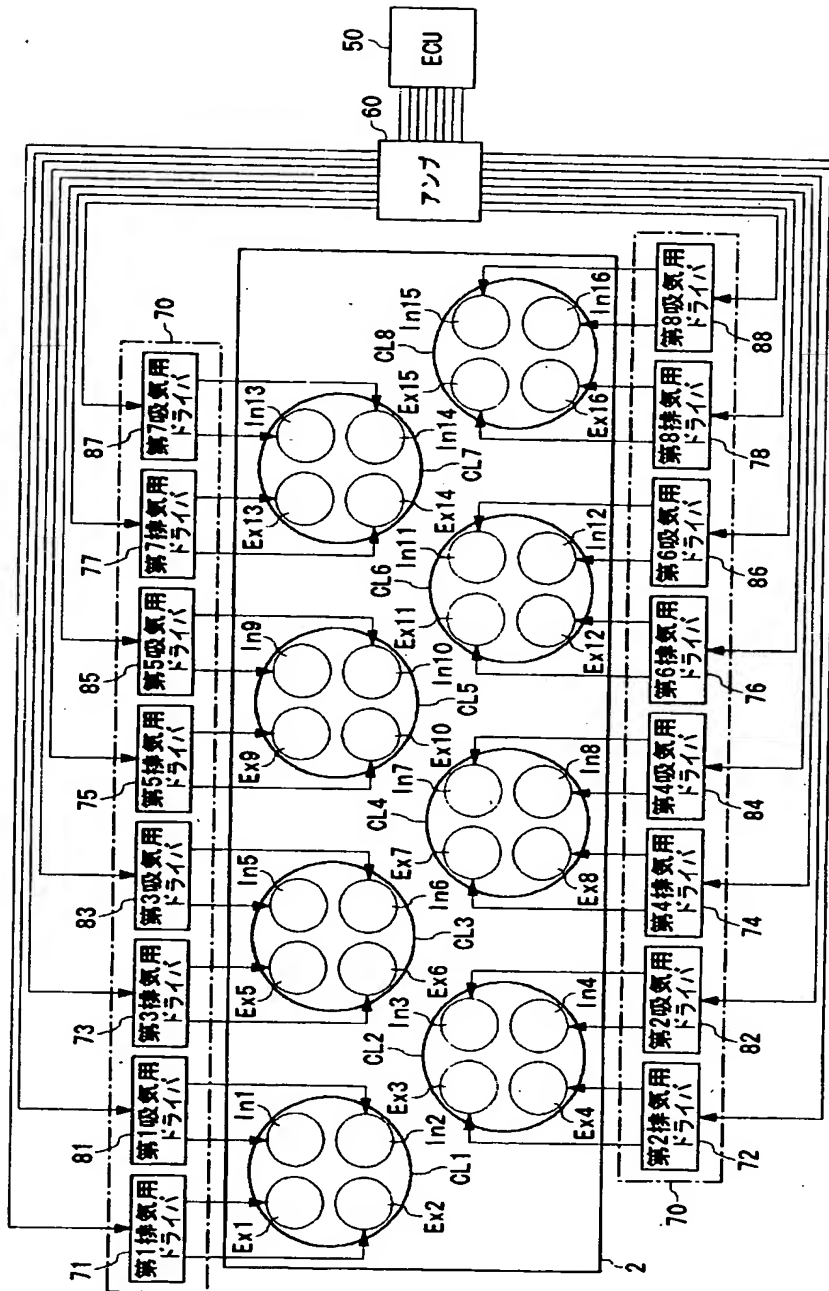 50
ECU
60
アンプ
70
87
第7吸気用
ドライバ
77
第7排気用
ドライバ
85
第5吸気用
ドライバ
75
第5排気用
ドライバ
83
第3吸気用
ドライバ
73
第3排気用
ドライバ
81
第1吸気用
ドライバ
71
第1排気用
ドライバ
Ex13
In13
Ex14
In14
CL7
Ex9
In9
Ex10
In10
CL5
Ex5
In5
Ex6
In6
CL3
Ex1
In1
Ex2
In2
CL1
CL8
Ex15
In15
Ex16
In16
CL6
Ex11
In11
Ex12
In12
CL4
Ex7
In7
Ex8
In8
CL2
Ex3
In3
Ex4
In4
第8吸気用
ドライバ
88
第8排気用
ドライバ
78
第6吸気用
ドライバ
86
第6排気用
ドライバ
76
第4吸気用
ドライバ
84
第4排気用
ドライバ
74
第2吸気用
ドライバ
82
第2排気用
ドライバ
72
70
2